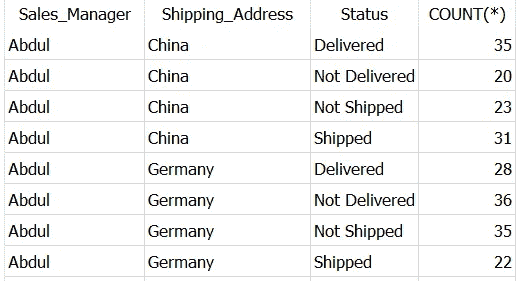 Sales_Manager Shipping_Address Status COUNT(*)
Abdul China Delivered 35
Abdul China Not Delivered 20
Abdul China Not Shipped 23
Abdul China Shipped 31
Abdul Germany Delivered 28
Abdul Germany Not Delivered 36
Abdul Germany Not Shipped 35
Abdul Germany Shipped 22